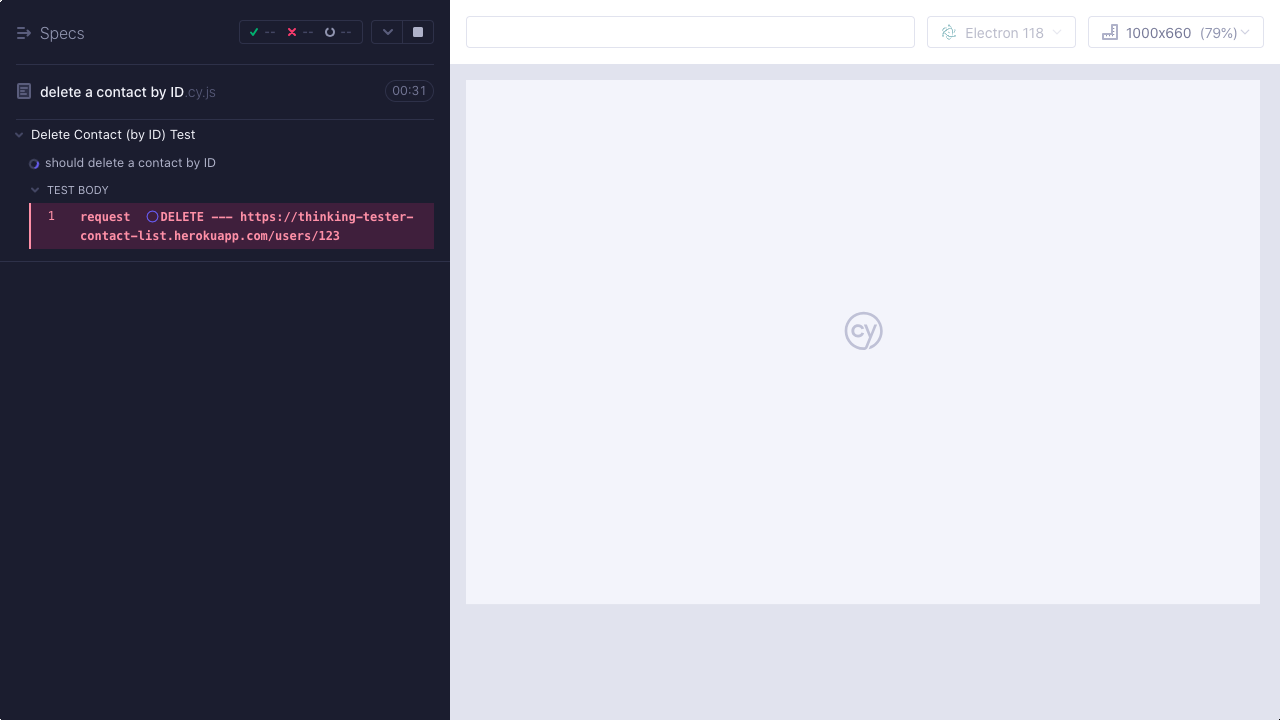 Specs
--
--
--
Electron 118
1000x660 (79%)
delete a contact by ID.cy.js
00:31
Delete Contact (by ID) Test
should delete a contact by ID
TEST BODY
1 request DELETE --- https://thinking-tester-
contact-list.herokuapp.com/users/123
cy